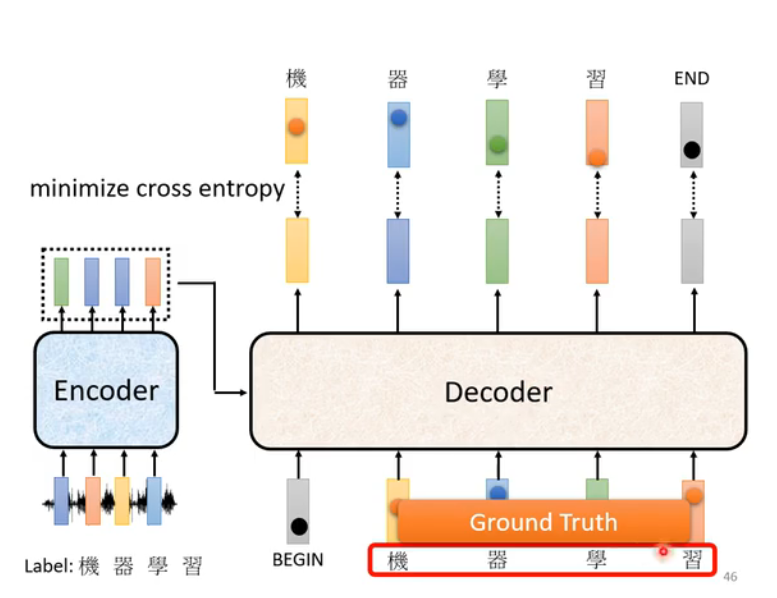 機 器 學 習 END
minimize cross entropy
Encoder
Decoder
Ground Truth
Label: 機 器 學 習
BEGIN
機 器 學 習
46